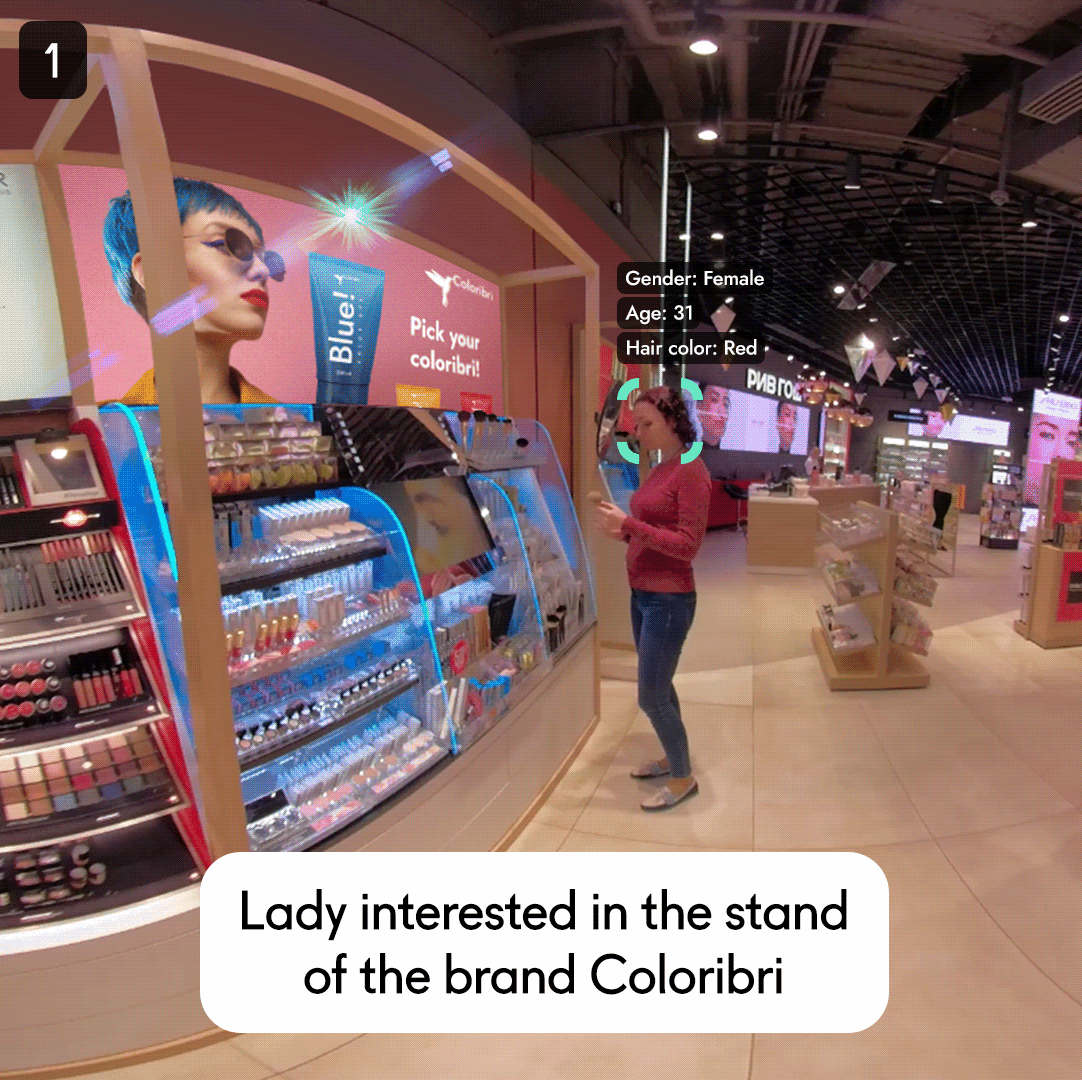 1
Gender: Female
Age: 31
Hair color: Red
Coloribri
Blue!
Pick your
coloribri!
РИВ ГО
Lady interested in the stand
of the brand Coloribri